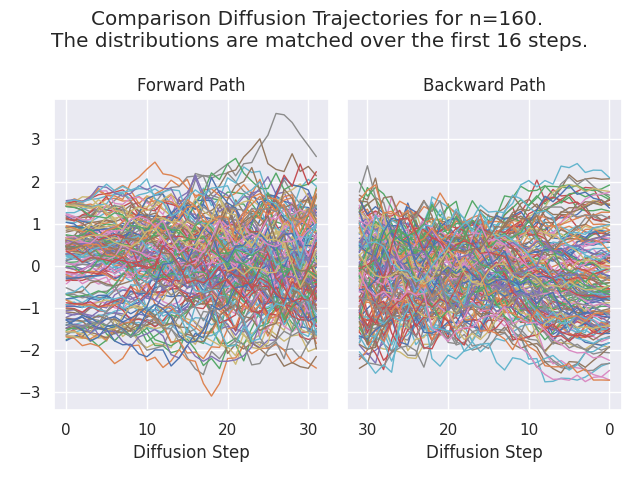 Comparison Diffusion Trajectories for n=160.
The distributions are matched over the first 16 steps.
Forward Path
Backward Path
3
2
1
0
−1
−2
−3
0 10 20 30
30 20 10 0
Diffusion Step
Diffusion Step